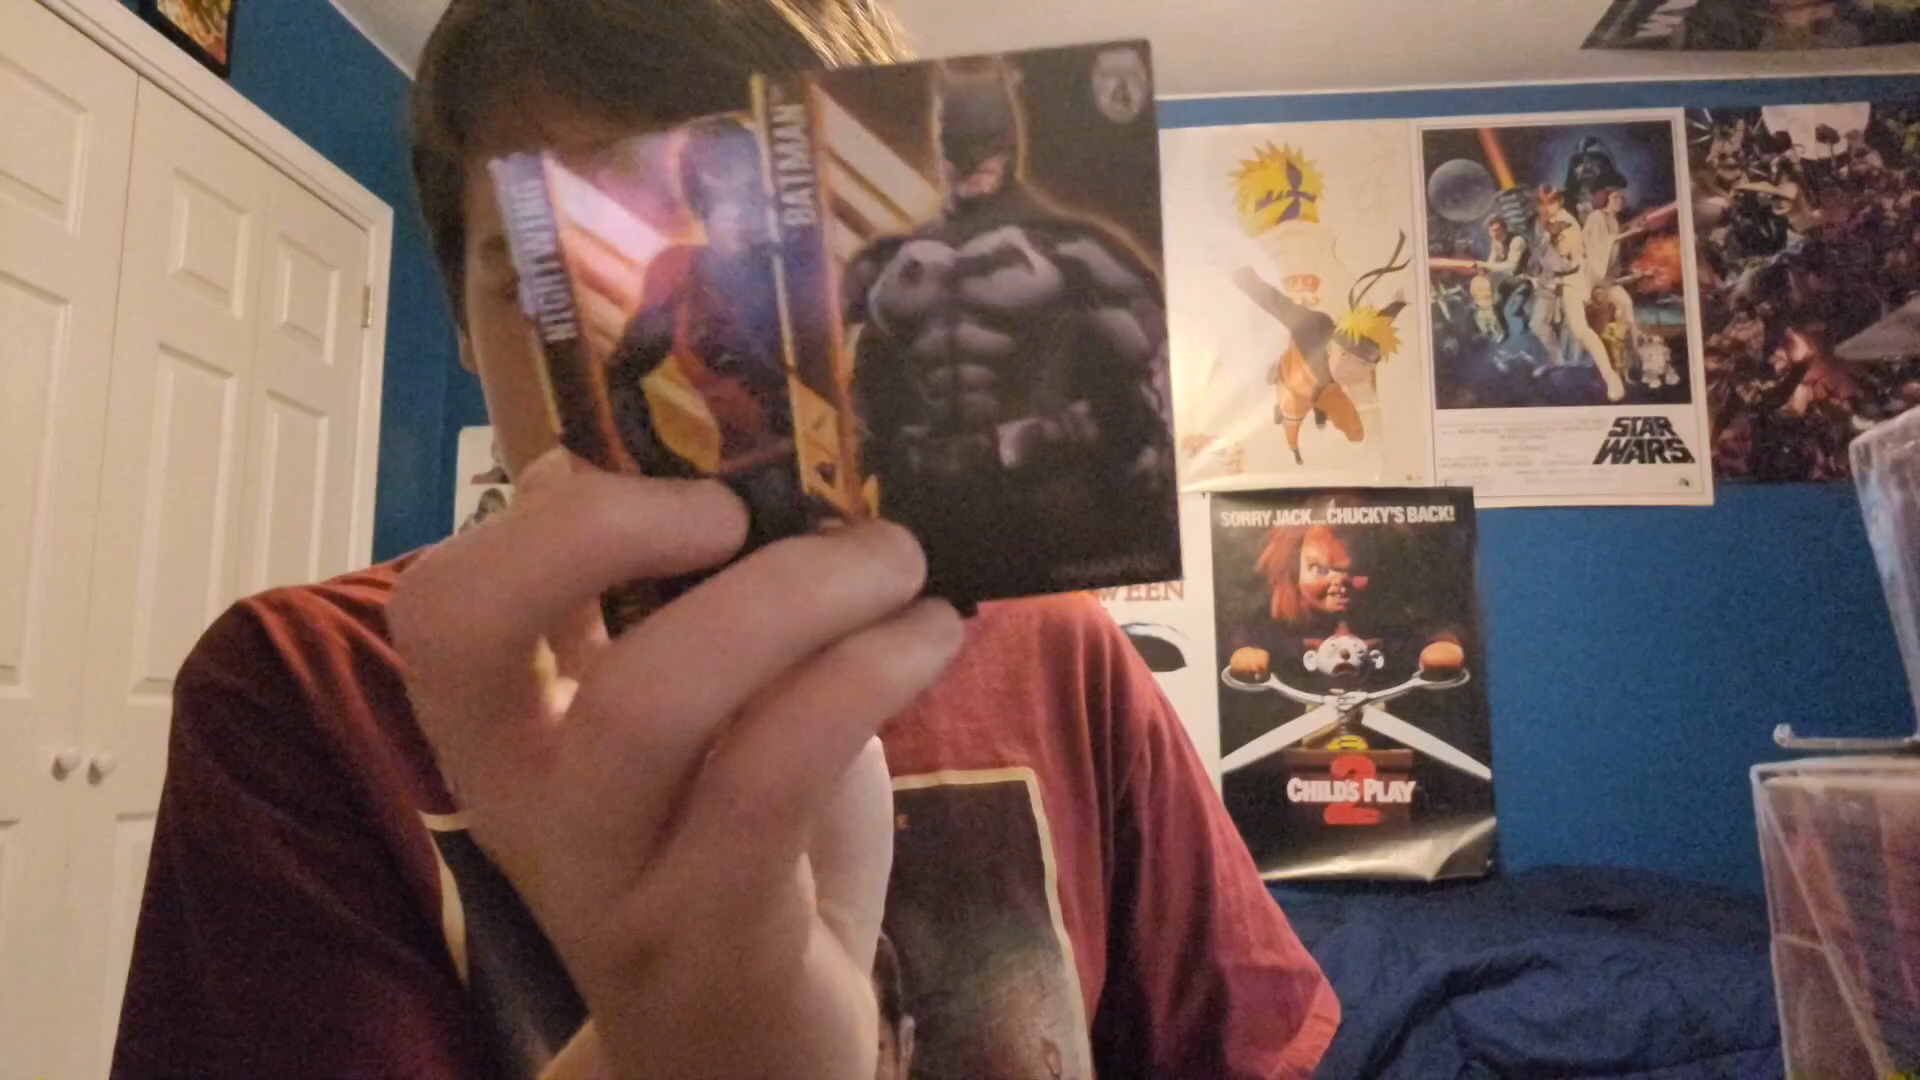 NIGHTWING
BATMAN
STAR
WARS
SORRY JACK...CHUCKY'S BACK!
WEEN
2
CHILD'S PLAY